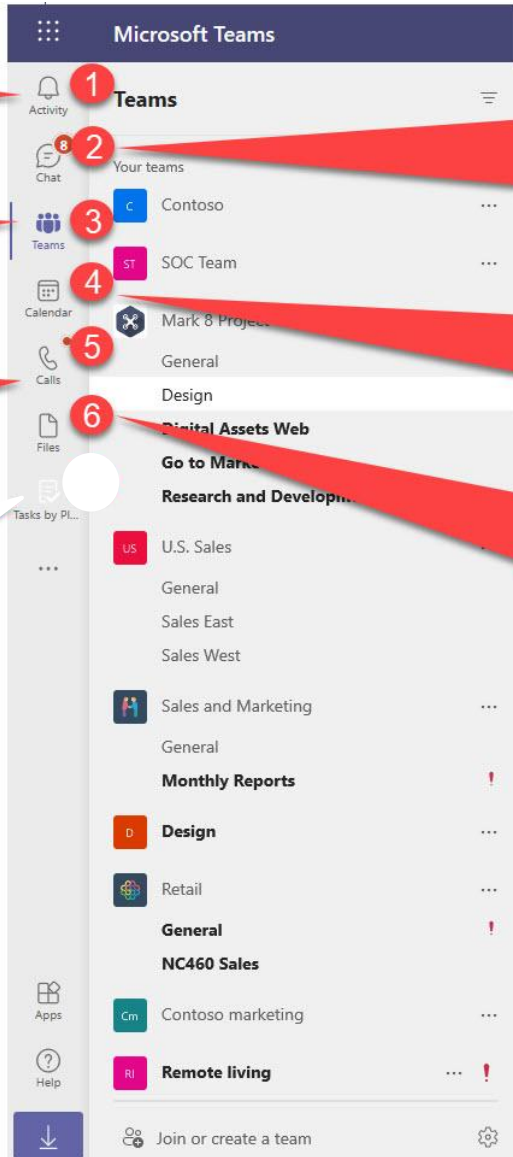 Microsoft Teams
Activity
1
Teams
8
2
Chat
Your teams
C
Contoso
...
3
Teams
ST
SOC Team
...
4
Calendar
Mark 8 Project
General
5
Calls
Design
6
Files
Digital Assets Web
Go to
Research and
Tasks by Pl...
US
U.S. Sales
...
General
Sales East
Sales West
Sales and Marketing
...
General
Monthly Reports
!
D
Design
...
Retail
...
General
!
NC460 Sales
Apps
Cm
Contoso marketing
...
Help
RI
Remote living
... !
Join or create a team